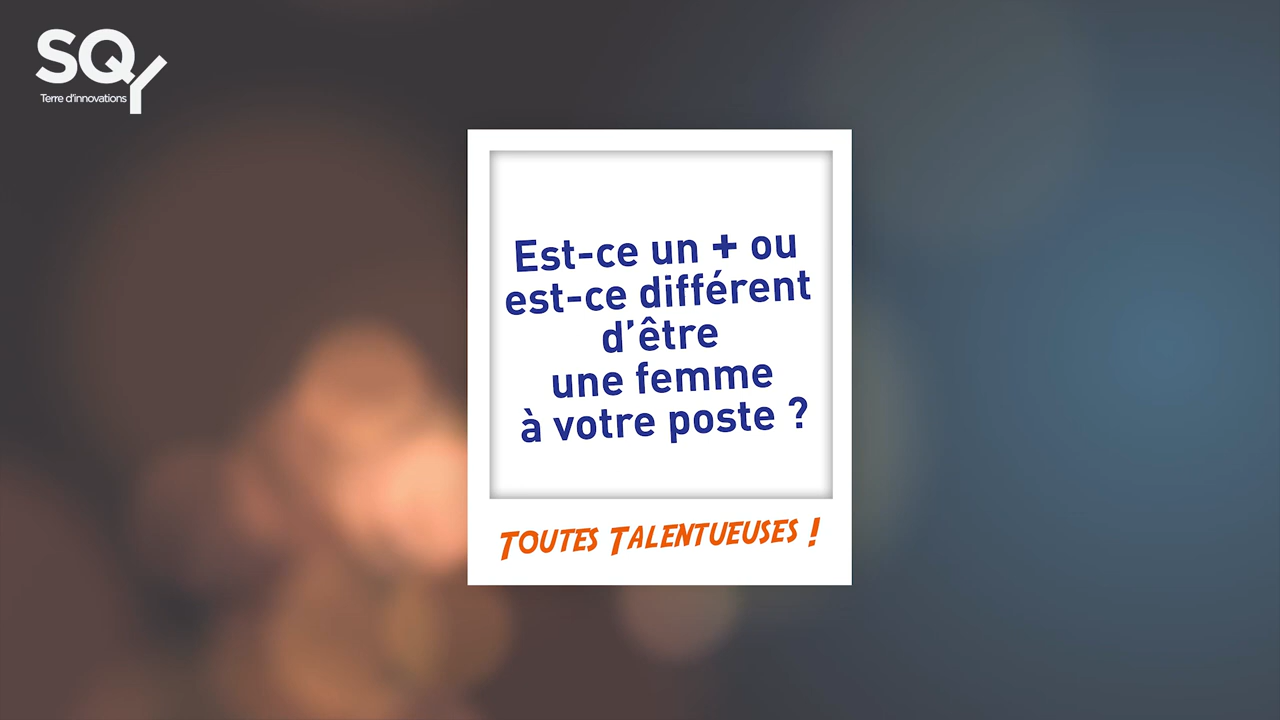 SQY
Terre d'innovations
Est-ce un + ou
est-ce différent
d'être
une femme
à votre poste ?
TOUTES TALENTUEUSES !